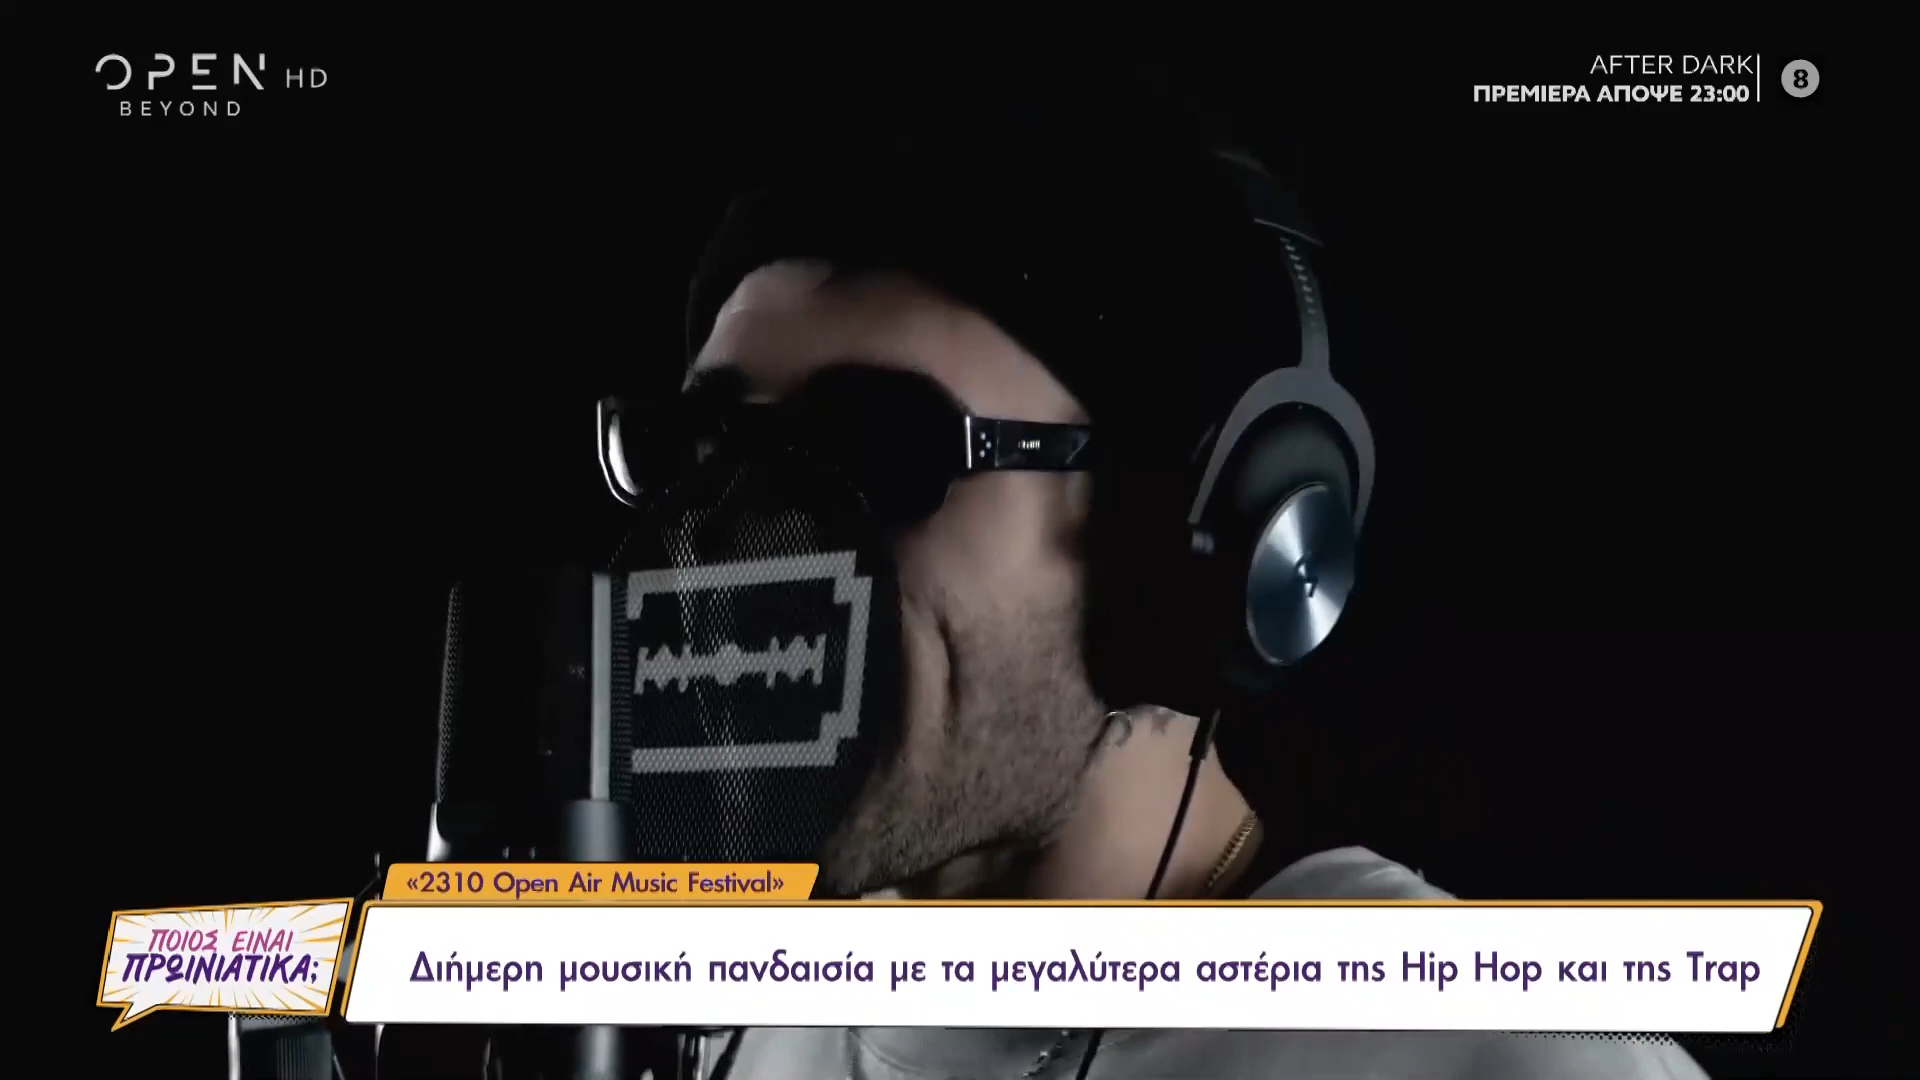 OPEN HD
BEYOND
AFTER DARK
ΠΡΕΜΙΕΡΑ ΑΠΟΨΕ 23:00
8
«2310 Open Air Music Festival»
ΠΟΙΟΣ ΕΙΝΑΙ
ΠΡΩΙΝΙΑΤΙΚΑ;
Διήμερη μουσική πανδαισία με τα μεγαλύτερα αστέρια της Hip Hop και της Trap